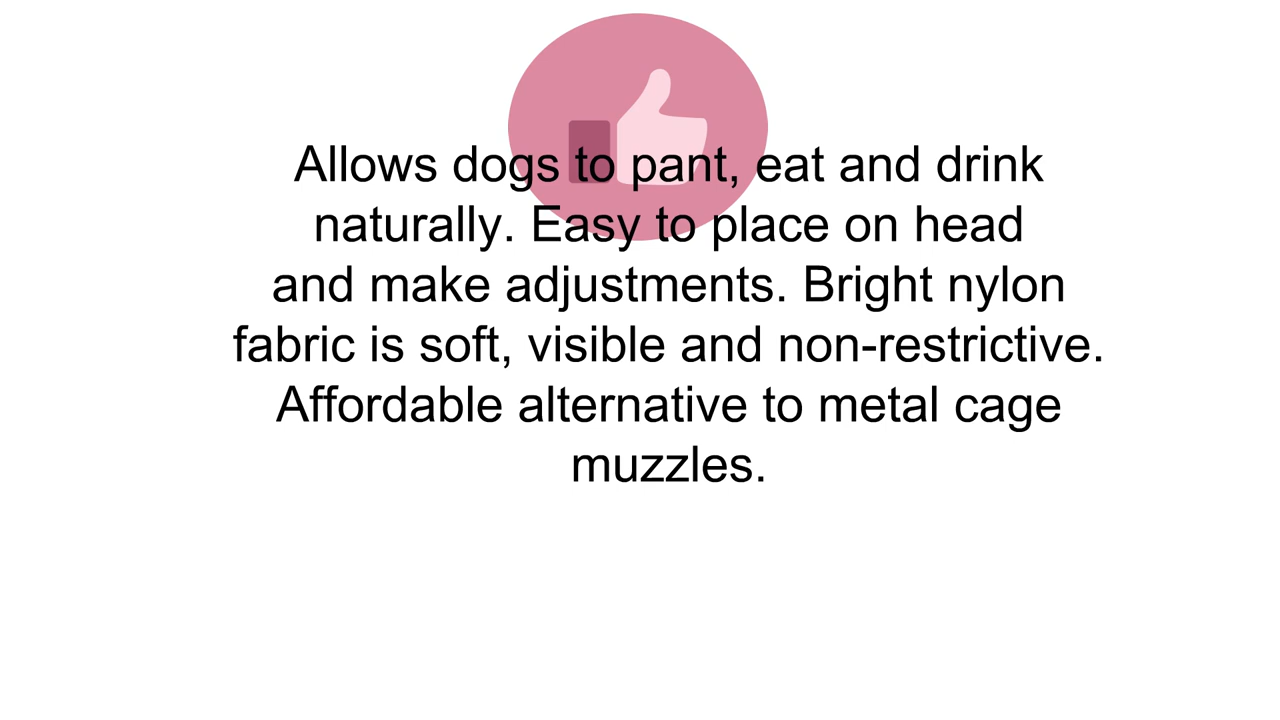 Allows dogs to pant, eat and drink
naturally. Easy to place on head
and make adjustments. Bright nylon
fabric is soft, visible and non-restrictive.
Affordable alternative to metal cage
muzzles.